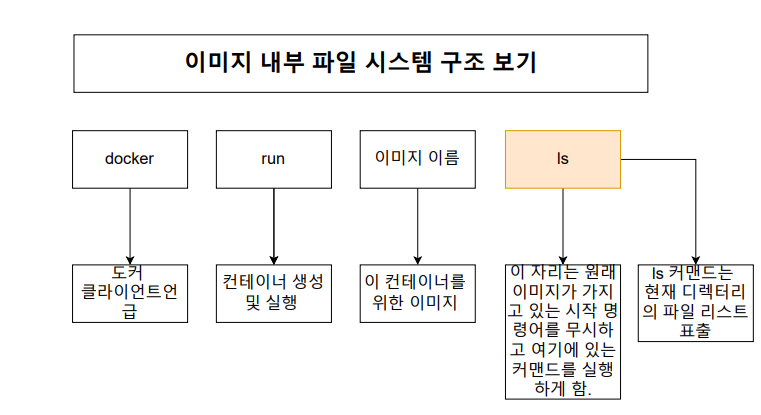 이미지 내부 파일 시스템 구조 보기
docker
run
이미지 이름
ls
도커
클라이언트언
급
컨테이너 생성
및 실행
이 컨테이너를
위한 이미지
이 자리는 원래
이미지가 가지
고 있는 시작 명
령어를 무시하
고 여기에 있는
커맨드를 실행
하게 함.
ls 커맨드는
현재 디렉터리
의 파일 리스트
표출